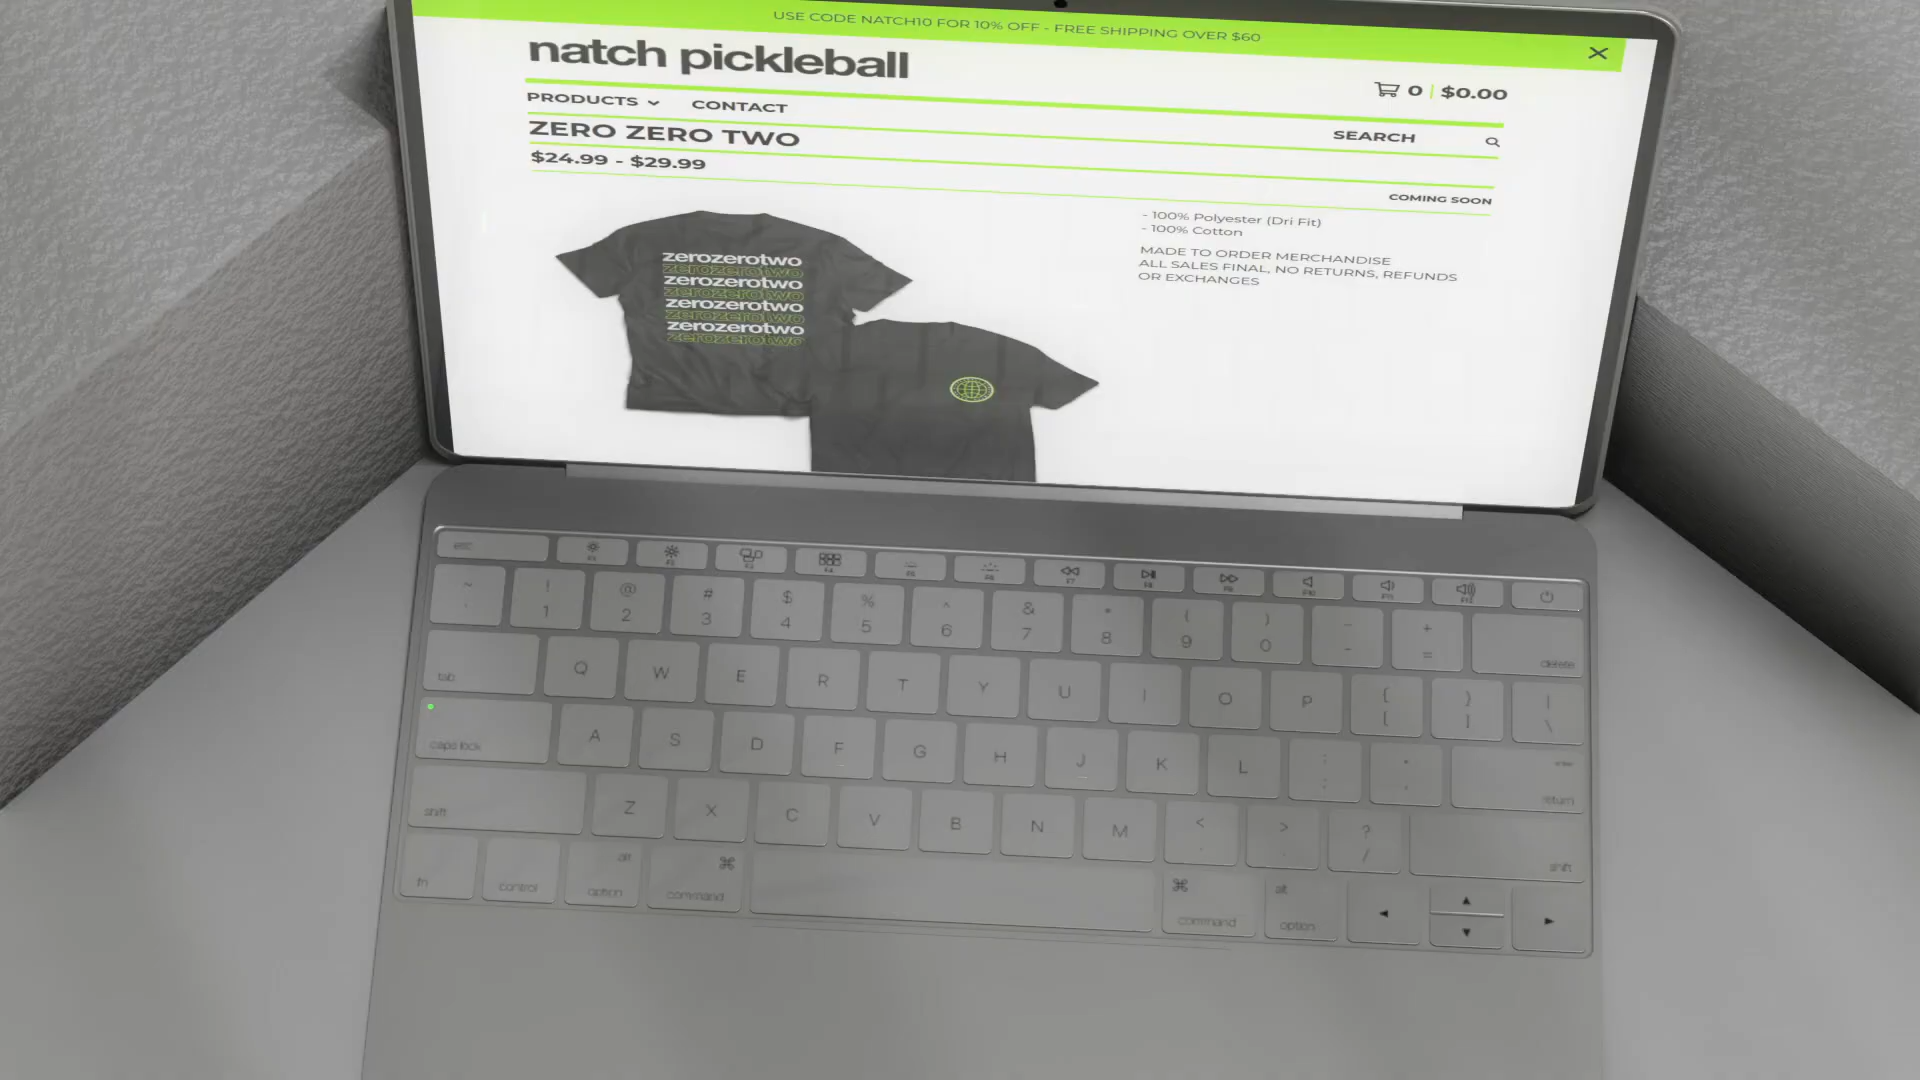 USE CODE NATCH10 FOR 10% OFF - FREE SHIPPING OVER $60
natch pickleball
0 | $0.00
PRODUCTS CONTACT
SEARCH
ZERO ZERO TWO
$24.99 - $29.99
COMING SOON
- 100% Polyester (Dri Fit)
- 100% Cotton
MADE TO ORDER MERCHANDISE
ALL SALES FINAL, NO RETURNS, REFUNDS
OR EXCHANGES
zerozerotwo
zerozerotwo
zerozerotwo
zerozerotwo
zerozerotwo
zerozerotwo
zerozerotwo
zerozerotwo
esc
~ ! @ # $ % ^ & * ( ) – +
` 1 2 3 4 5 6 7 8 9 0 - = delete
tab Q W E R T Y U I O P { [ } ] | \
caps lock A S D F G H J K L : ; return
shift Z X C V B N M < > ? / shift
fn control alt option ⌘ command ⌘ command alt option